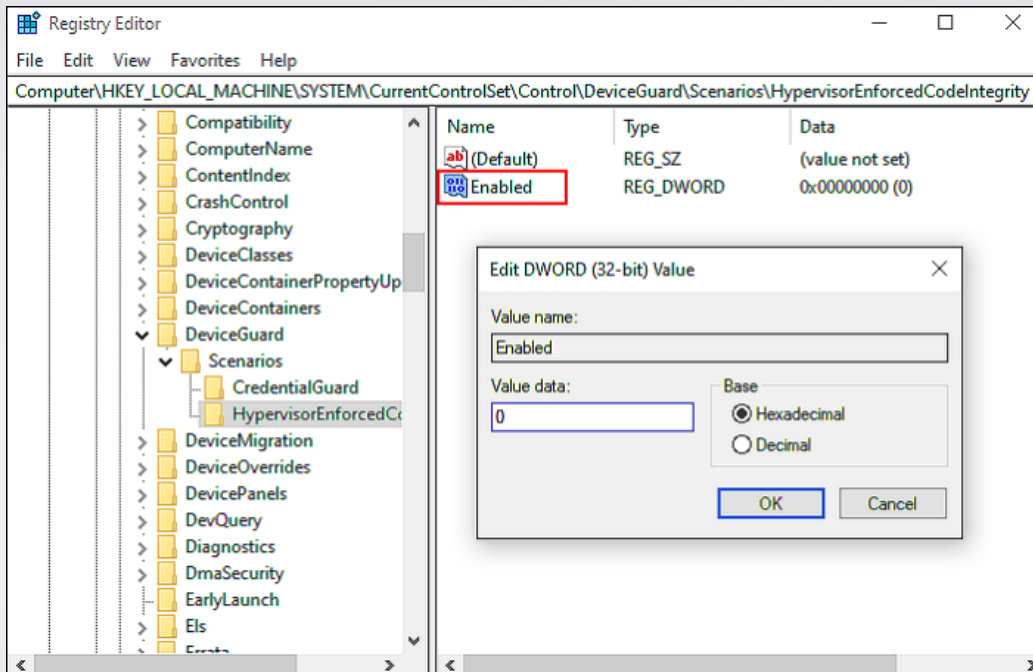 Registry Editor
File Edit View Favorites Help
Computer\HKEY_LOCAL_MACHINE\SYSTEM\CurrentControlSet\Control\DeviceGuard\Scenarios\HypervisorEnforcedCodeIntegrity
Compatibility
ComputerName
ContentIndex
CrashControl
Cryptography
DeviceClasses
DeviceContainerPropertyUp
DeviceContainers
DeviceGuard
Scenarios
CredentialGuard
HypervisorEnforcedCo
DeviceMigration
DeviceOverrides
DevicePanels
DevQuery
Diagnostics
DmaSecurity
EarlyLaunch
Els
Errata
Name Type Data
(Default) REG_SZ (value not set)
Enabled REG_DWORD 0x00000000 (0)
Edit DWORD (32-bit) Value
Value name:
Enabled
Value data: Base
0 Hexadecimal
Decimal
OK Cancel